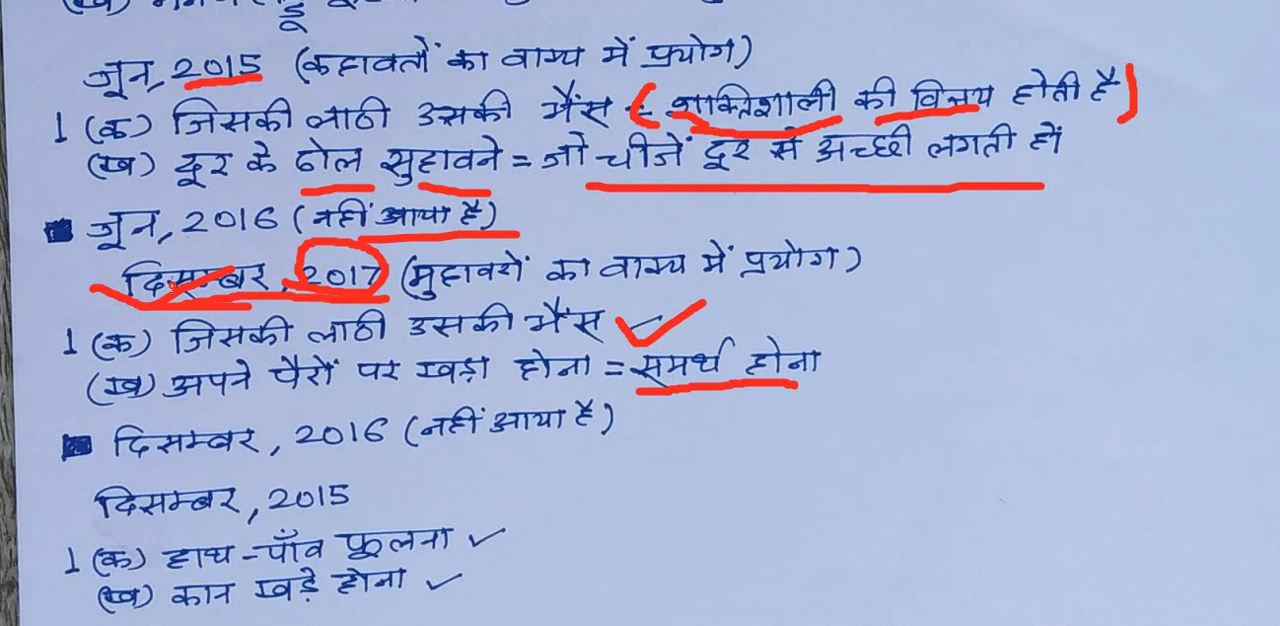 जून, 2015 (कहावतों का वाक्य में प्रयोग)
1 (क) जिसकी लाठी उसकी भैंस - (शक्तिशाली की विजय होती है)
(ख) दूर के ढोल सुहावने = जो चीजें दूर से अच्छी लगती हों
जून, 2016 (नहीं आया है)
दिसम्बर, 2017 (मुहावरों का वाक्य में प्रयोग)
1 (क) जिसकी लाठी उसकी भैंस ✓
(ख) अपने पैरों पर खड़ा होना = समर्थ होना
दिसम्बर, 2016 (नहीं आया है)
दिसम्बर, 2015
1 (क) हाथ-पाँव फूलना ✓
(ख) कान खड़े होना ✓